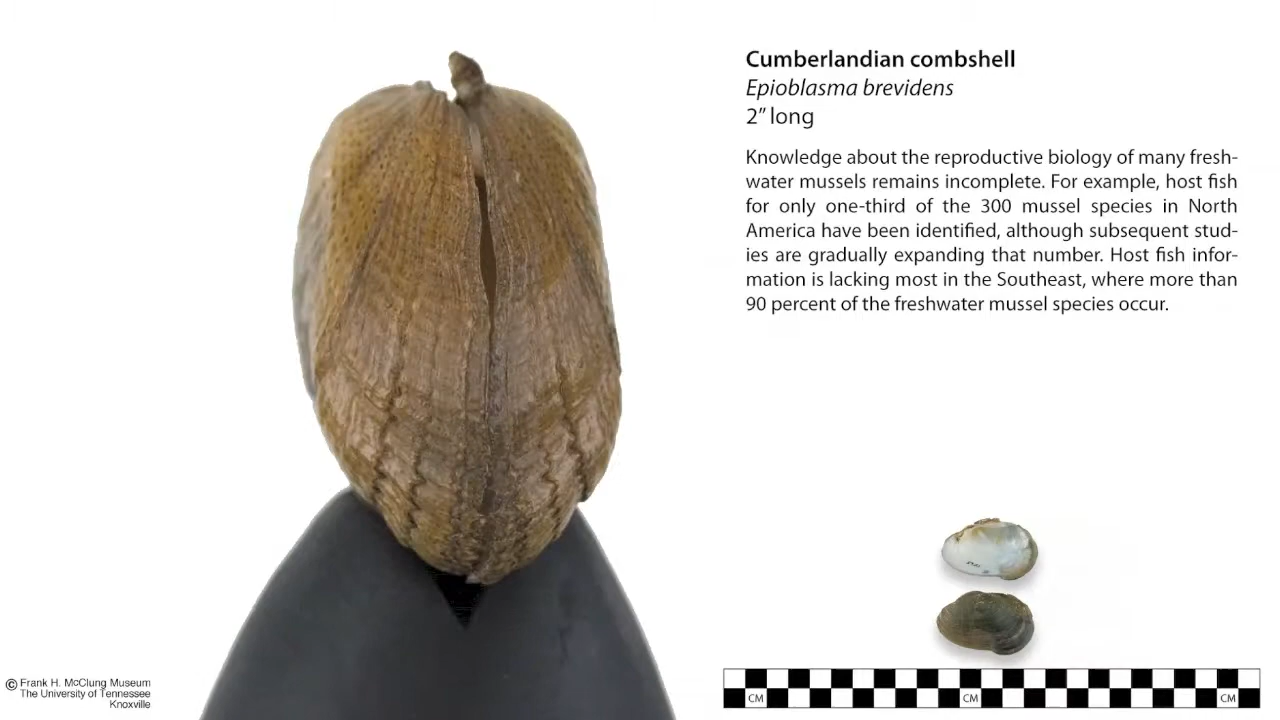 Cumberlandian combshell
Epioblasma brevidens
2” long
Knowledge about the reproductive biology of many fresh-
water mussels remains incomplete. For example, host fish
for only one-third of the 300 mussel species in North
America have been identified, although subsequent stud-
ies are gradually expanding that number. Host fish infor-
mation is lacking most in the Southeast, where more than
90 percent of the freshwater mussel species occur.
CM CM CM
© Frank H. McClung Museum
The University of Tennessee
Knoxville